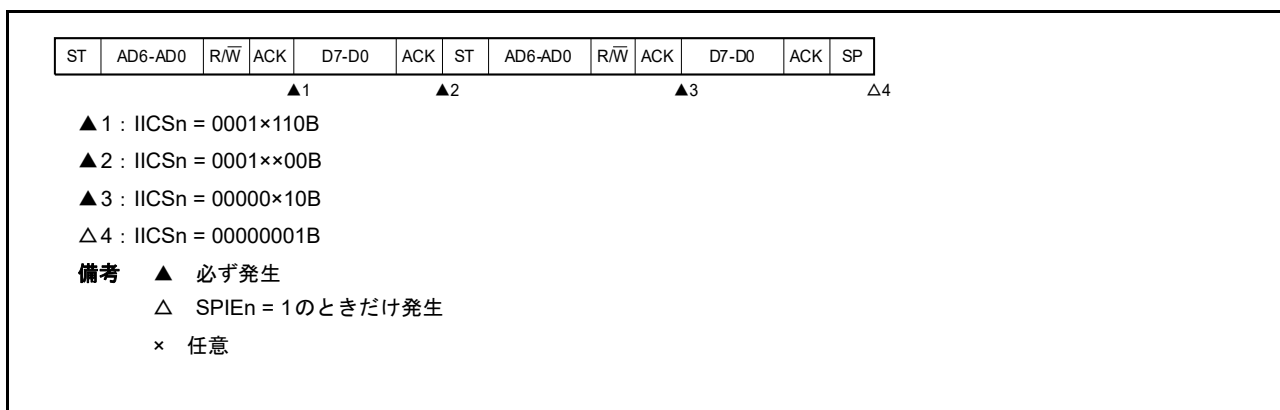 ST AD6-AD0 R/W̅ ACK D7-D0 ACK ST AD6-AD0 R/W̅ ACK D7-D0 ACK SP
▲1 ▲2 ▲3 △4
▲1：IICSn = 0001×110B
▲2：IICSn = 0001××00B
▲3：IICSn = 00000×10B
△4：IICSn = 00000001B
備考 ▲ 必ず発生
△ SPIEn = 1のときだけ発生
× 任意